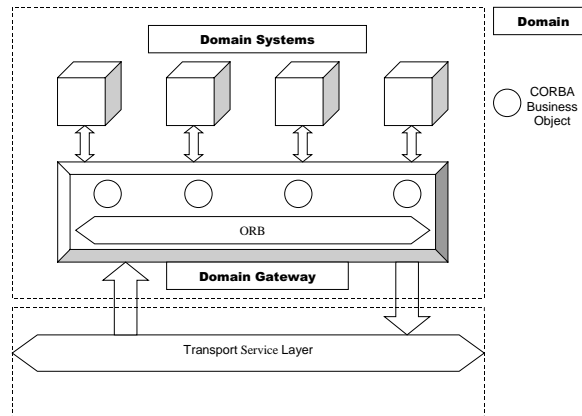 Domain Systems
Domain
CORBA
Business
Object
ORB
Domain Gateway
Transport Service Layer